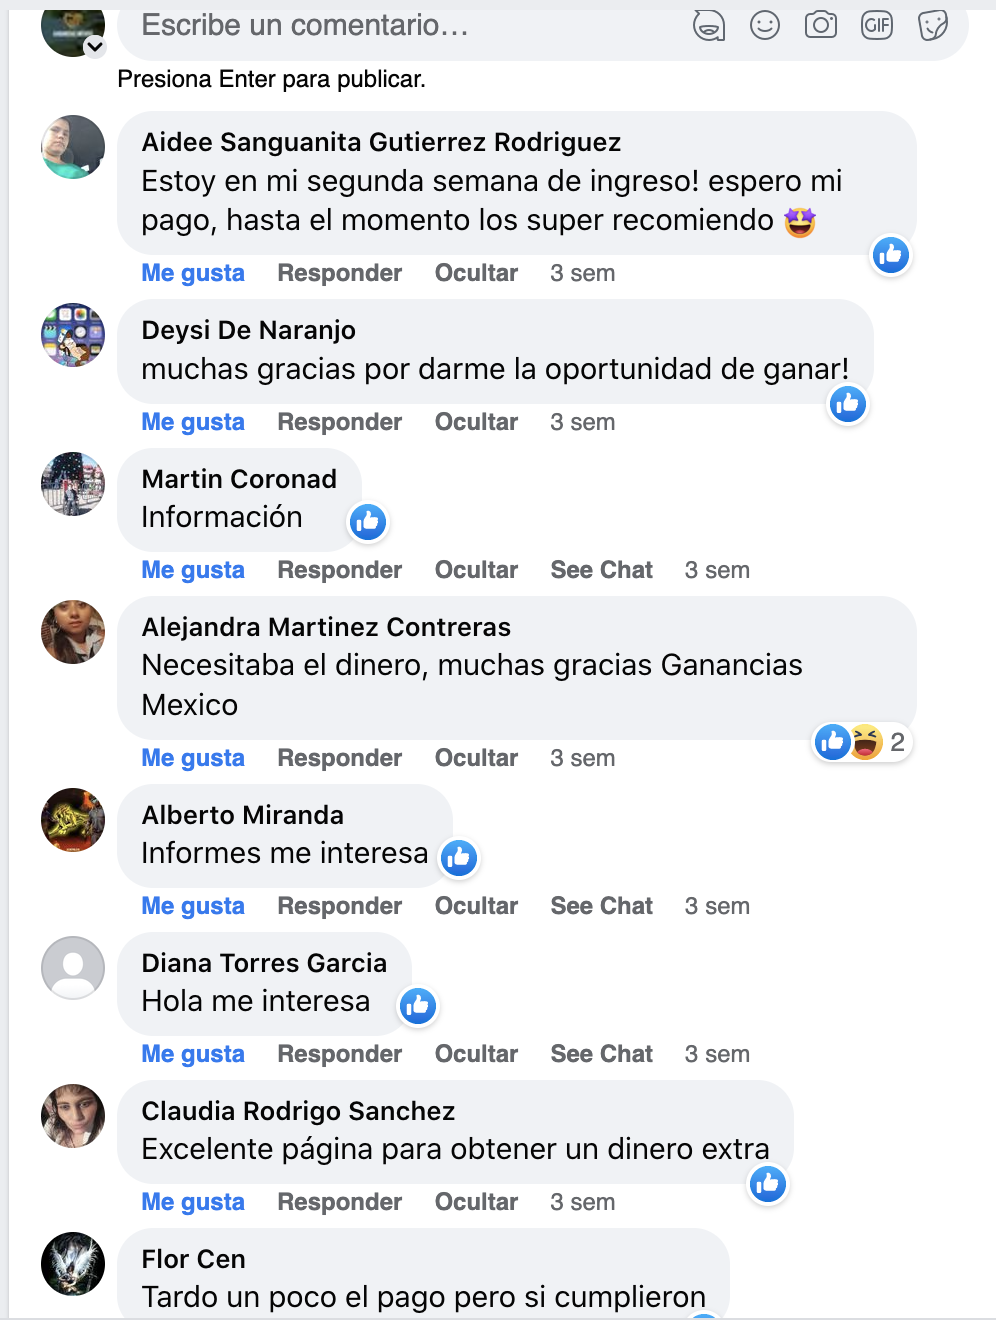 Escribe un comentario...
GIF
Presiona Enter para publicar.
Aidee Sanguanita Gutierrez Rodriguez
Estoy en mi segunda semana de ingreso! espero mi
pago, hasta el momento los super recomiendo 🤩
Me gusta Responder Ocultar 3 sem
Deysi De Naranjo
muchas gracias por darme la oportunidad de ganar!
Me gusta Responder Ocultar 3 sem
Martin Coronad
Información
Me gusta Responder Ocultar See Chat 3 sem
Alejandra Martinez Contreras
Necesitaba el dinero, muchas gracias Ganancias
Mexico
2
Me gusta Responder Ocultar 3 sem
Alberto Miranda
Informes me interesa
Me gusta Responder Ocultar See Chat 3 sem
Diana Torres Garcia
Hola me interesa
Me gusta Responder Ocultar See Chat 3 sem
Claudia Rodrigo Sanchez
Excelente página para obtener un dinero extra
Me gusta Responder Ocultar 3 sem
Flor Cen
Tardo un poco el pago pero si cumplieron